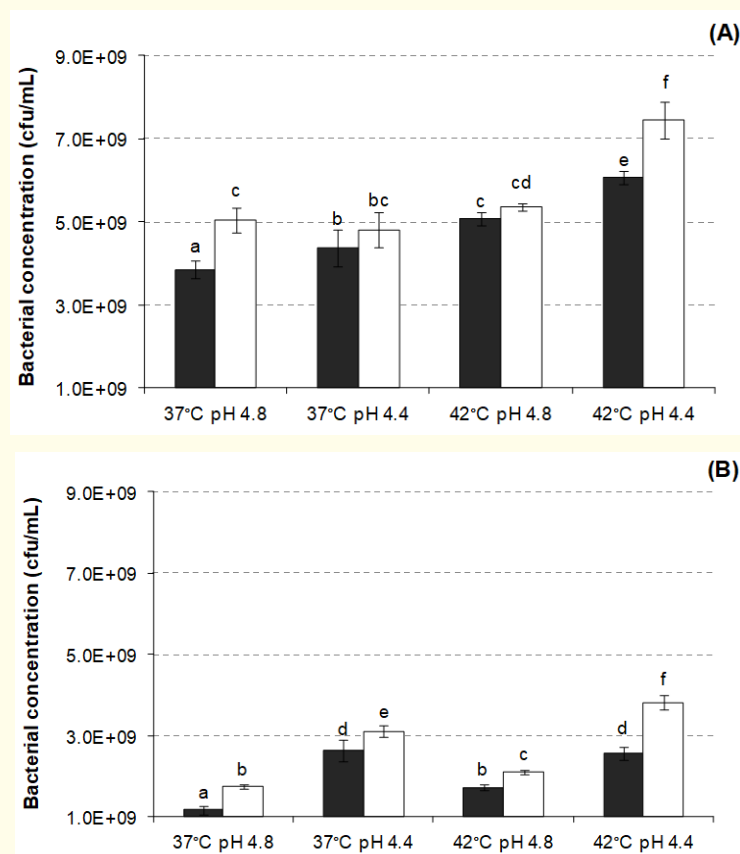 (A)
Bacterial concentration (cfu/mL)
9.0E+09
7.0E+09
5.0E+09
3.0E+09
1.0E+09
a
c
b
bc
c
cd
e
f
37°C pH 4.8
37°C pH 4.4
42°C pH 4.8
42°C pH 4.4
(B)
Bacterial concentration (cfu/mL)
9.0E+09
7.0E+09
5.0E+09
3.0E+09
1.0E+09
a
b
d
e
b
c
d
f
37°C pH 4.8
37°C pH 4.4
42°C pH 4.8
42°C pH 4.4